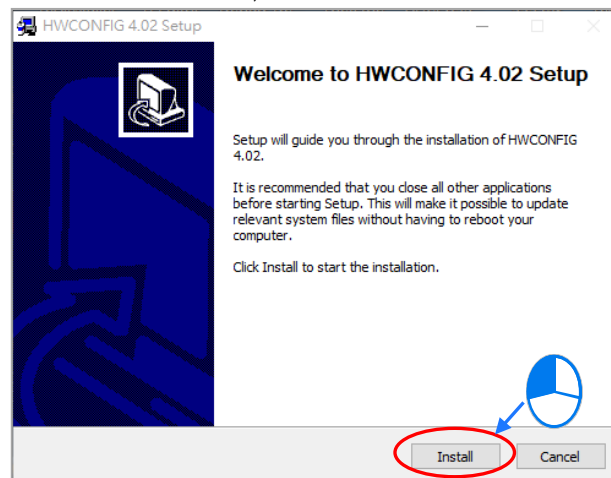 HWCONFIG 4.02 Setup
Welcome to HWCONFIG 4.02 Setup
Setup will guide you through the installation of HWCONFIG
4.02.
It is recommended that you close all other applications
before starting Setup. This will make it possible to update
relevant system files without having to reboot your
computer.
Click Install to start the installation.
Install Cancel